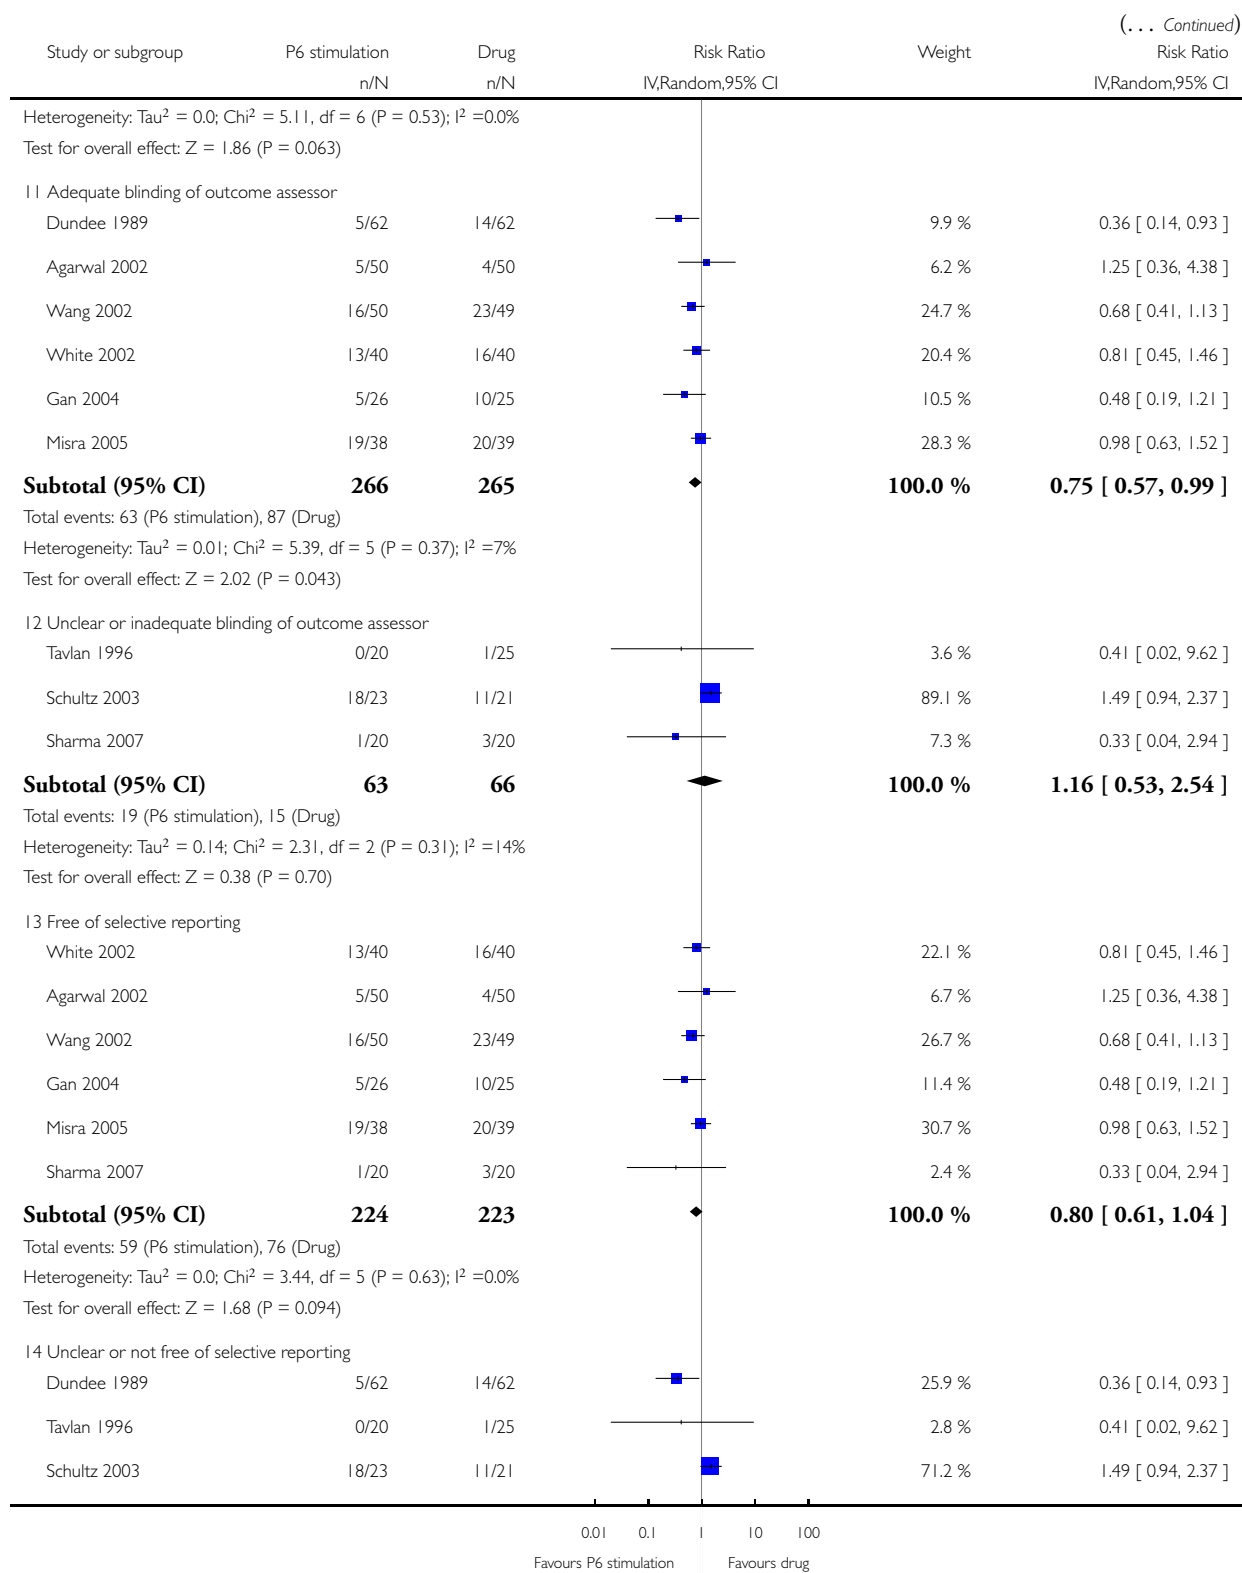 (... Continued)
Study or subgroup P6 stimulation Drug Risk Ratio Weight Risk Ratio
n/N n/N IV,Random,95% CI IV,Random,95% CI
Heterogeneity: Tau² = 0.0; Chi² = 5.11, df = 6 (P = 0.53); I² =0.0%
Test for overall effect: Z = 1.86 (P = 0.063)
11 Adequate blinding of outcome assessor
Dundee 1989 5/62 14/62 9.9 % 0.36 [ 0.14, 0.93 ]
Agarwal 2002 5/50 4/50 6.2 % 1.25 [ 0.36, 4.38 ]
Wang 2002 16/50 23/49 24.7 % 0.68 [ 0.41, 1.13 ]
White 2002 13/40 16/40 20.4 % 0.81 [ 0.45, 1.46 ]
Gan 2004 5/26 10/25 10.5 % 0.48 [ 0.19, 1.21 ]
Misra 2005 19/38 20/39 28.3 % 0.98 [ 0.63, 1.52 ]
Subtotal (95% CI) 266 265 100.0 % 0.75 [ 0.57, 0.99 ]
Total events: 63 (P6 stimulation), 87 (Drug)
Heterogeneity: Tau² = 0.01; Chi² = 5.39, df = 5 (P = 0.37); I² =7%
Test for overall effect: Z = 2.02 (P = 0.043)
12 Unclear or inadequate blinding of outcome assessor
Tavlan 1996 0/20 1/25 3.6 % 0.41 [ 0.02, 9.62 ]
Schultz 2003 18/23 11/21 89.1 % 1.49 [ 0.94, 2.37 ]
Sharma 2007 1/20 3/20 7.3 % 0.33 [ 0.04, 2.94 ]
Subtotal (95% CI) 63 66 100.0 % 1.16 [ 0.53, 2.54 ]
Total events: 19 (P6 stimulation), 15 (Drug)
Heterogeneity: Tau² = 0.14; Chi² = 2.31, df = 2 (P = 0.31); I² =14%
Test for overall effect: Z = 0.38 (P = 0.70)
13 Free of selective reporting
White 2002 13/40 16/40 22.1 % 0.81 [ 0.45, 1.46 ]
Agarwal 2002 5/50 4/50 6.7 % 1.25 [ 0.36, 4.38 ]
Wang 2002 16/50 23/49 26.7 % 0.68 [ 0.41, 1.13 ]
Gan 2004 5/26 10/25 11.4 % 0.48 [ 0.19, 1.21 ]
Misra 2005 19/38 20/39 30.7 % 0.98 [ 0.63, 1.52 ]
Sharma 2007 1/20 3/20 2.4 % 0.33 [ 0.04, 2.94 ]
Subtotal (95% CI) 224 223 100.0 % 0.80 [ 0.61, 1.04 ]
Total events: 59 (P6 stimulation), 76 (Drug)
Heterogeneity: Tau² = 0.0; Chi² = 3.44, df = 5 (P = 0.63); I² =0.0%
Test for overall effect: Z = 1.68 (P = 0.094)
14 Unclear or not free of selective reporting
Dundee 1989 5/62 14/62 25.9 % 0.36 [ 0.14, 0.93 ]
Tavlan 1996 0/20 1/25 2.8 % 0.41 [ 0.02, 9.62 ]
Schultz 2003 18/23 11/21 71.2 % 1.49 [ 0.94, 2.37 ]
0.01 0.1 1 10 100
Favours P6 stimulation Favours drug